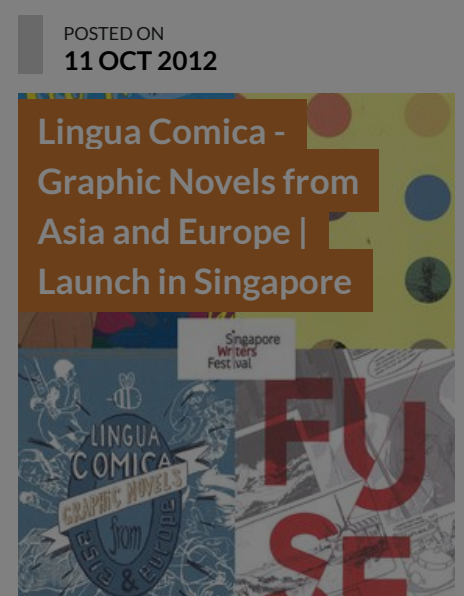 POSTED ON
11 OCT 2012
Lingua Comica -
Graphic Novels from
Asia and Europe |
Launch in Singapore
Singapore
Writers
Festival
LINGUA
COMICA
GRAPHIC NOVELS
from
ASIA
& EUROPE
FU
SE